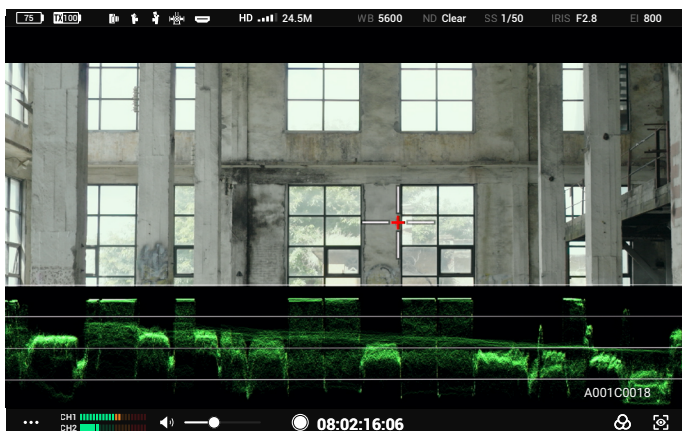 75 TX100 HD 24.5M WB 5600 ND Clear SS 1/50 IRIS F2.8 EI 800
A001C0018
CH1
CH2
08:02:16:06